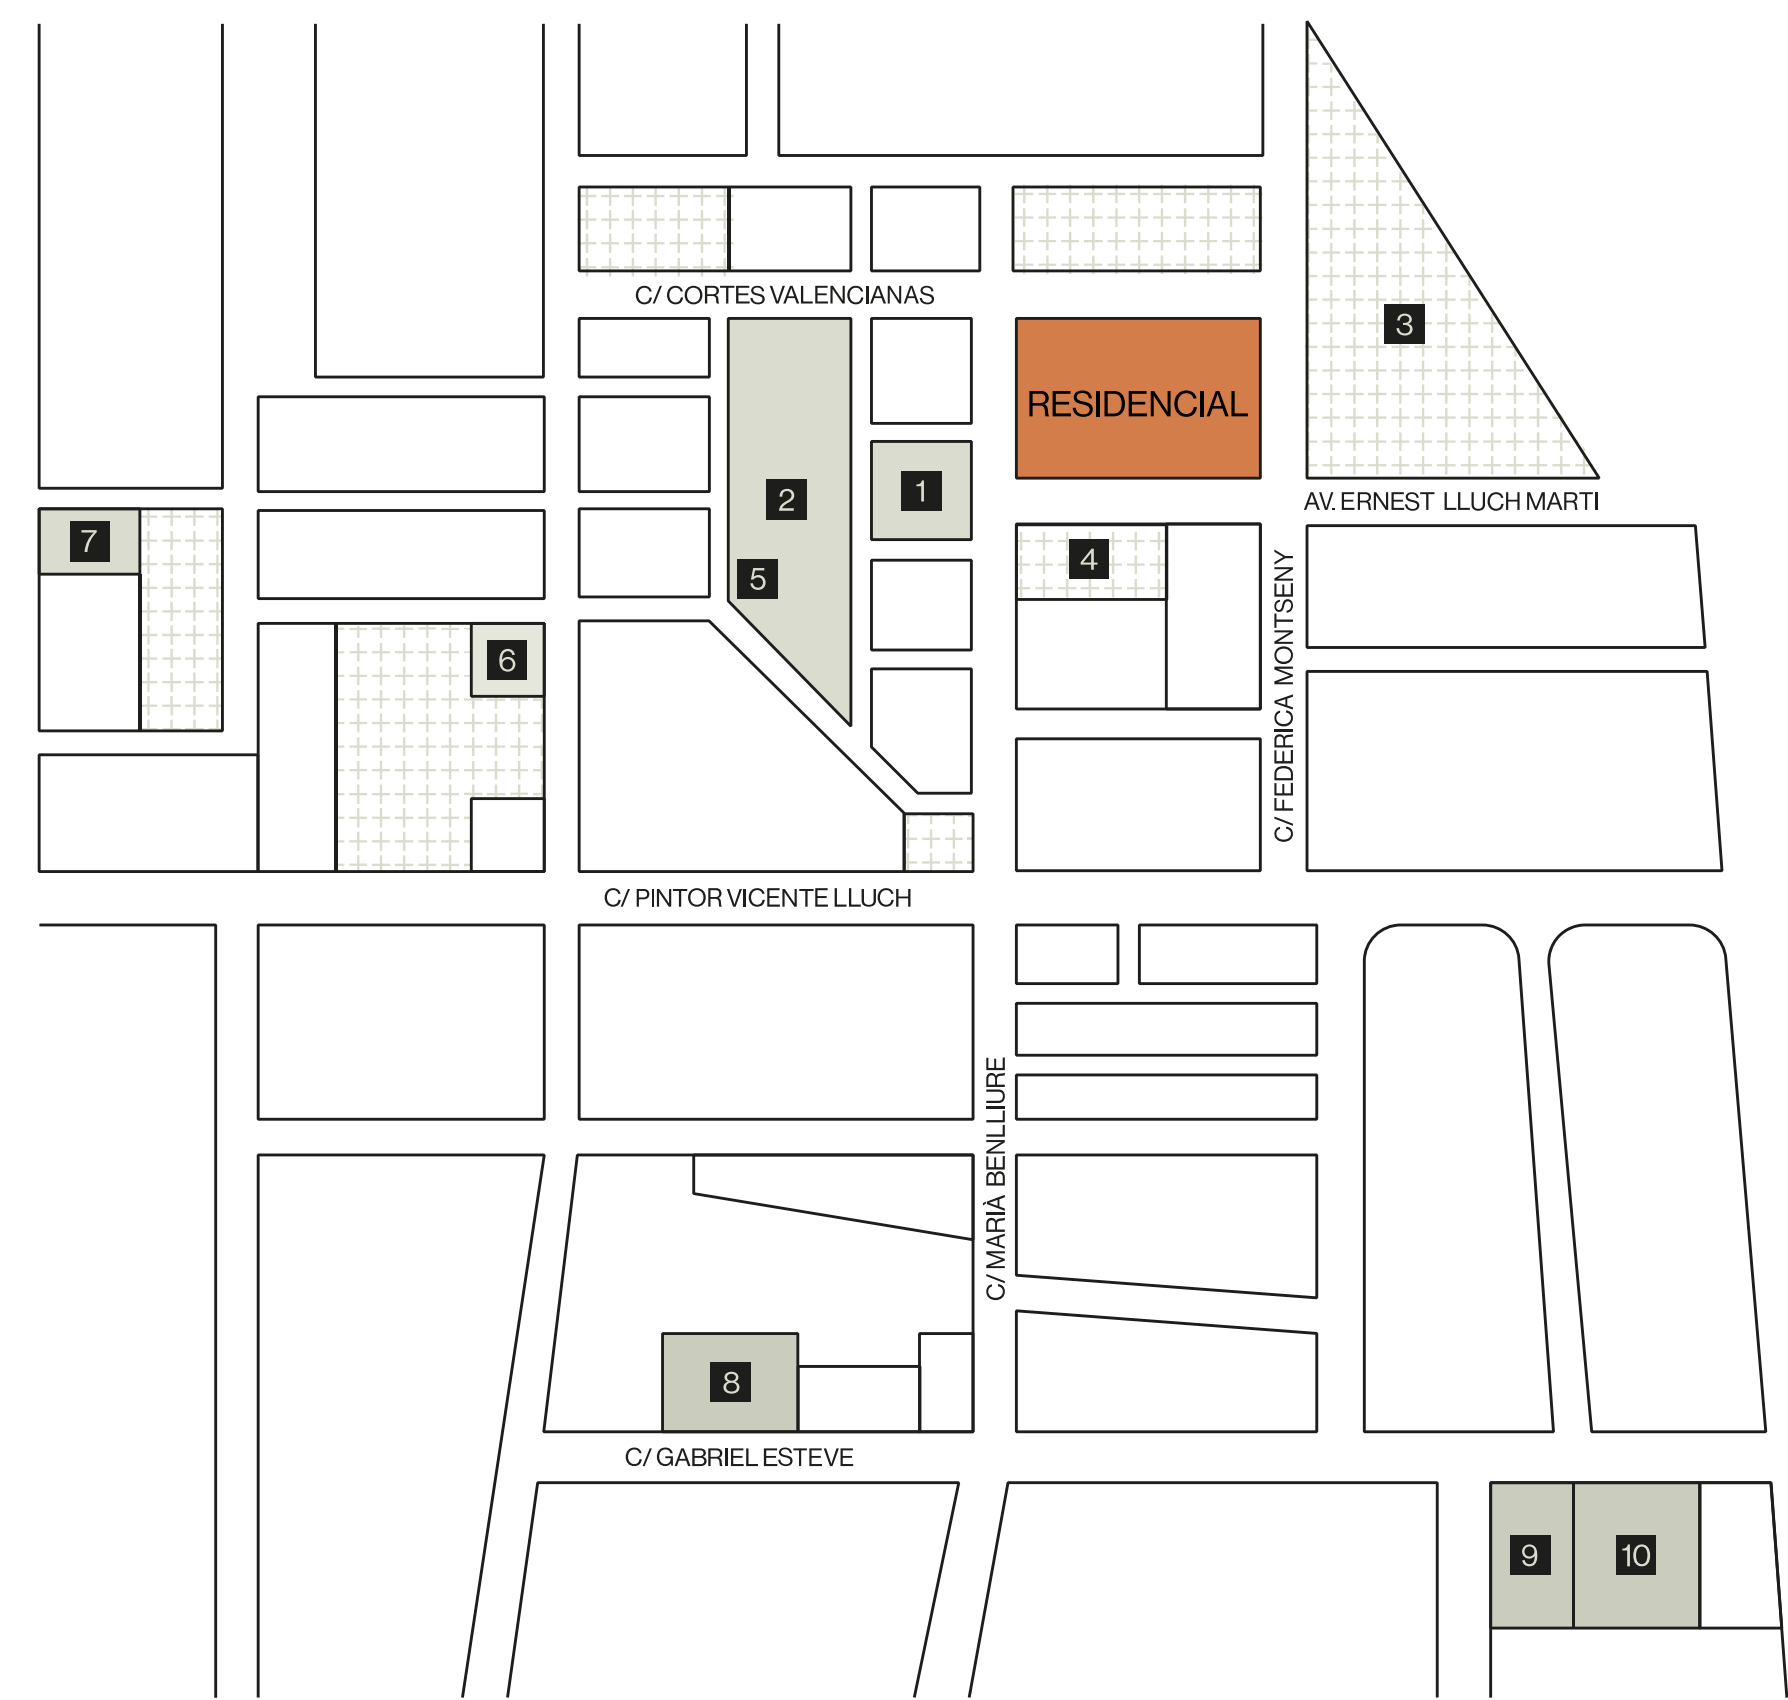 C/ CORTES VALENCIANAS
3
RESIDENCIAL
1
2
AV. ERNEST LLUCH MARTI
7
4
5
C/ FEDERICA MONTSENY
6
C/ PINTOR VICENTE LLUCH
C/ MARIÀ BENLLIURE
8
C/ GABRIEL ESTEVE
9
10